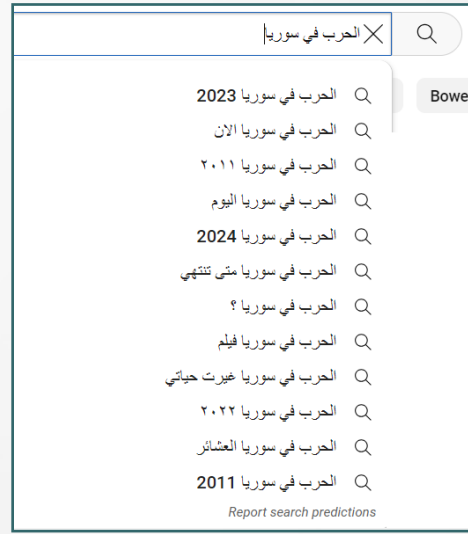 الحرب في سوريا
Bowe
الحرب في سوريا 2023
الحرب في سوريا الان
الحرب في سوريا ٢٠١١
الحرب في سوريا اليوم
الحرب في سوريا 2024
الحرب في سوريا متى تنتهي
الحرب في سوريا ؟
الحرب في سوريا فيلم
الحرب في سوريا غيرت حياتي
الحرب في سوريا ٢٠٢٢
الحرب في سوريا العشائر
الحرب في سوريا 2011
Report search predictions